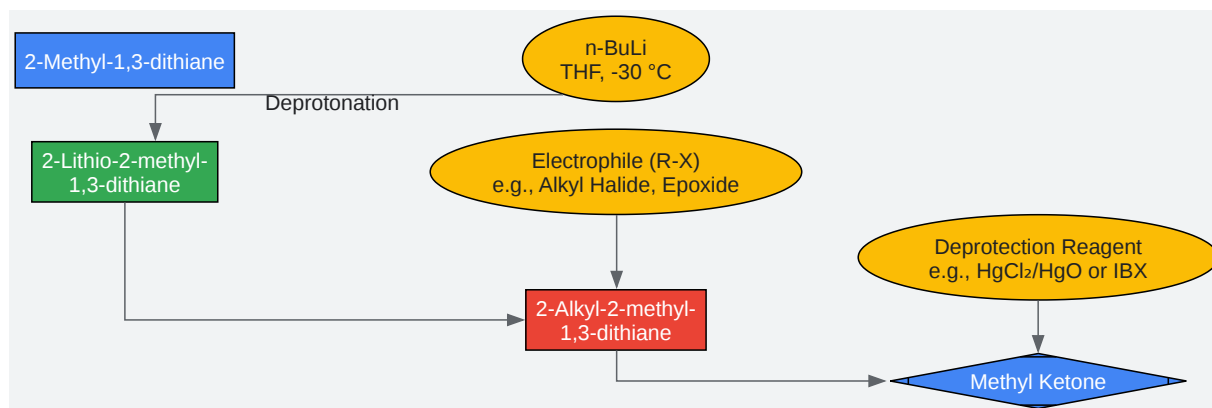 2-Methyl-1,3-dithiane
n-BuLi
THF, -30 °C
Deprotonation
2-Lithio-2-methyl-
1,3-dithiane
Electrophile (R-X)
e.g., Alkyl Halide, Epoxide
Deprotection Reagent
e.g., HgCl₂/HgO or IBX
2-Alkyl-2-methyl-
1,3-dithiane
Methyl Ketone